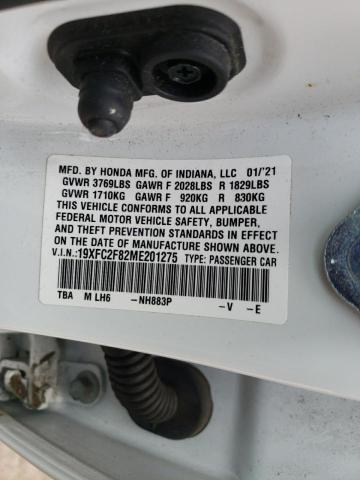 MFD. BY HONDA MFG. OF INDIANA, LLC 01/'21
GVWR 3769LBS GAWR F 2028LBS R 1829LBS
GVWR 1710KG GAWR F 920KG R 830KG
THIS VEHICLE CONFORMS TO ALL APPLICABLE
FEDERAL MOTOR VEHICLE SAFETY, BUMPER,
AND THEFT PREVENTION STANDARDS IN EFFECT
ON THE DATE OF MANUFACTURE SHOWN ABOVE.
V.I.N.:19XFC2F82ME201275 TYPE: PASSENGER CAR
TBA M LH6 -NH883P -V -E